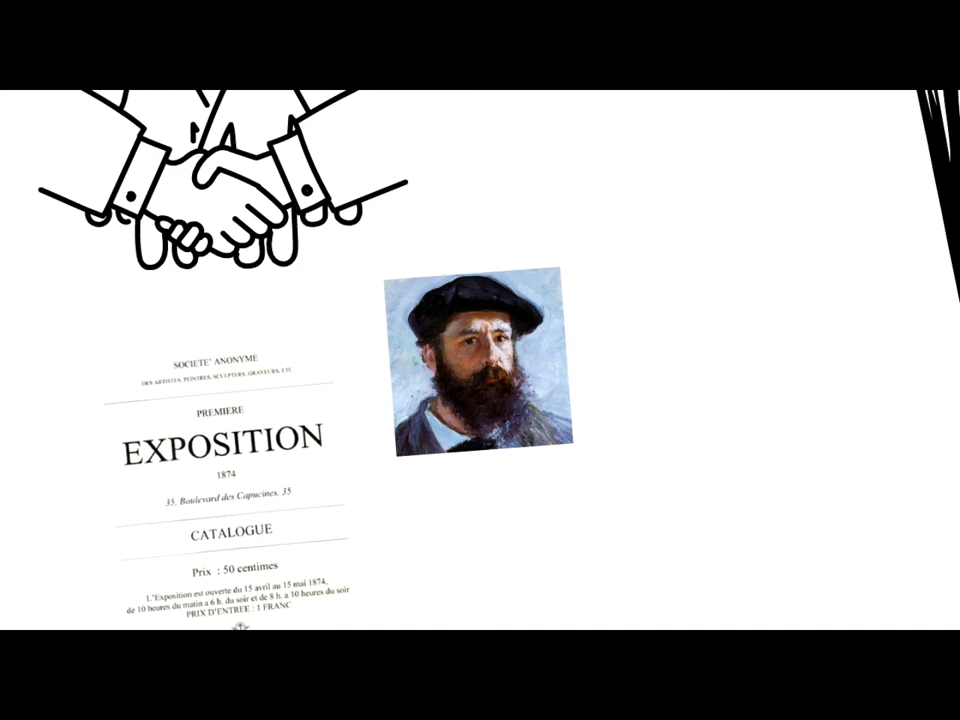 SOCIETE' ANONYME
DES ARTISTES, PEINTRES, SCULPTERS, GRAVEURS, ETC
PREMIERE
EXPOSITION
1874
35, Boulevard des Capucines, 35
CATALOGUE
Prix : 50 centimes
L'Exposition est ouverte du 15 avril au 15 mai 1874,
de 10 heures du matin a 6 h. du soir et de 8 h. a 10 heures du soir
PRIX D'ENTREE : 1 FRANC